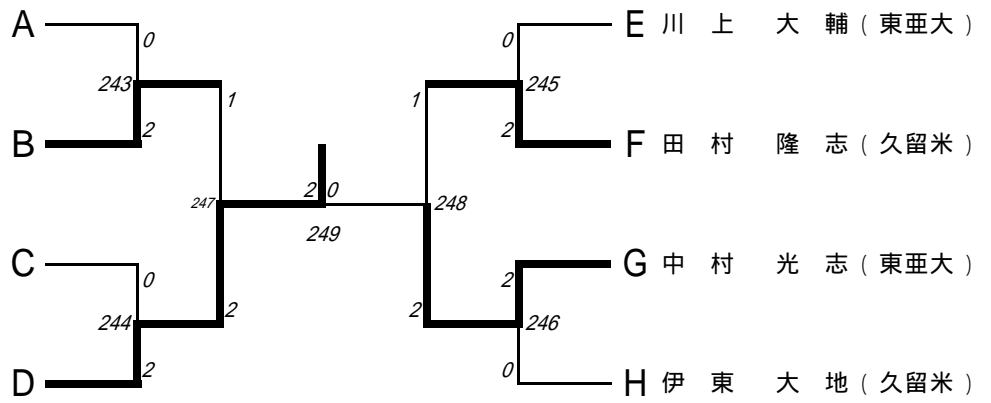 A 0 0 E 川 上 大 輔 ( 東亜大 )
243 1 1 245
B 2 2 F 田 村 隆 志 ( 久留米 )
247 2 0 248
249
C 0 2 G 中 村 光 志 ( 東亜大 )
244 2 2 246
D 2 0 H 伊 東 大 地 ( 久留米 )